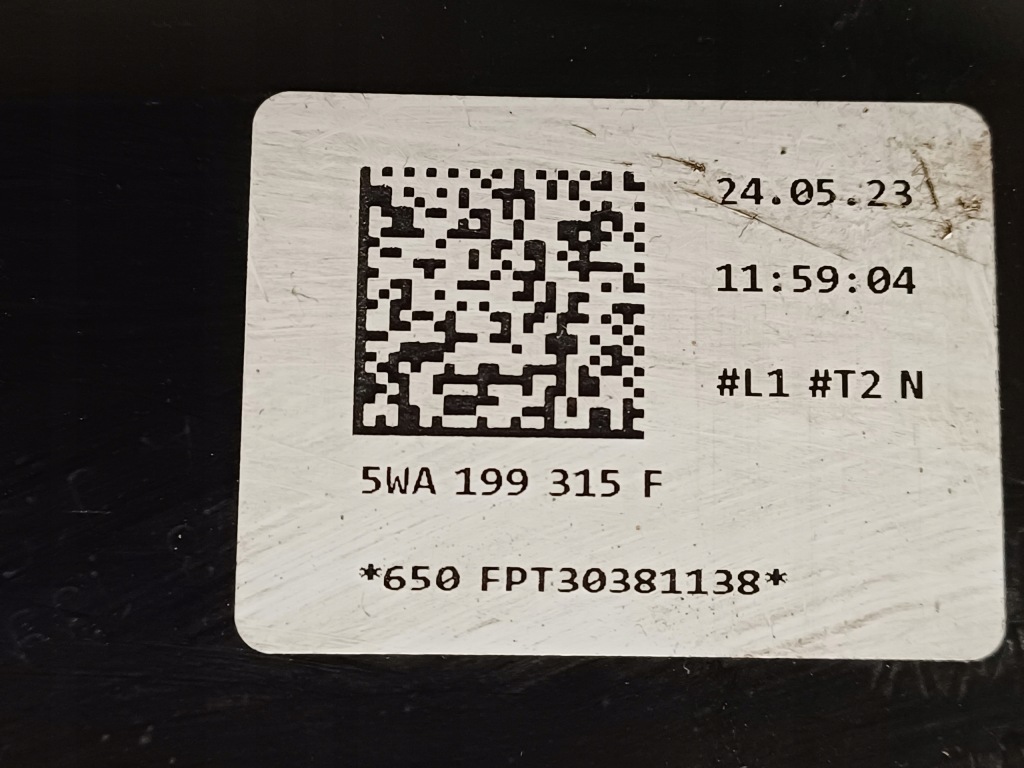 24.05.23
11:59:04
#L1 #T2 N
5WA 199 315 F
*650 FPT30381138*